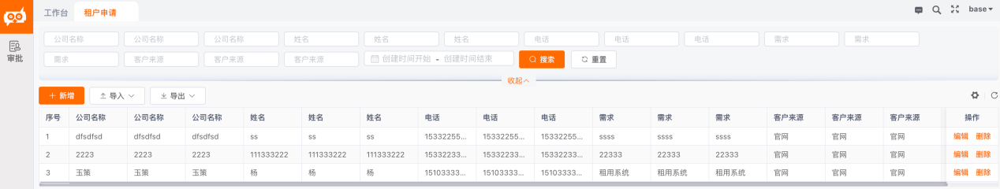 工作台 租户申请 base
审批
公司名称 公司名称 公司名称 姓名 姓名 姓名 电话 电话 电话 需求 需求
需求 客户来源 客户来源 客户来源 创建时间开始 - 创建时间结束 搜索 重置
收起
+ 新增 导入 导出
序号 公司名称 公司名称 公司名称 姓名 姓名 姓名 电话 电话 电话 需求 需求 需求 客户来源 客户来源 客户来源 操作
1 dfsdfsd dfsdfsd dfsdfsd ss ss ss 15332255... 15332255... 15332255... ssss ssss ssss 官网 官网 官网 编辑 删除
2 2223 2223 2223 111333222 111333222 111333222 15332233... 15332233... 15332233... 22333 22333 22333 官网 官网 官网 编辑 删除
3 玉策 玉策 玉策 杨 杨 杨 15103333... 15103333... 15103333... 租用系统 租用系统 租用系统 官网 官网 官网 编辑 删除